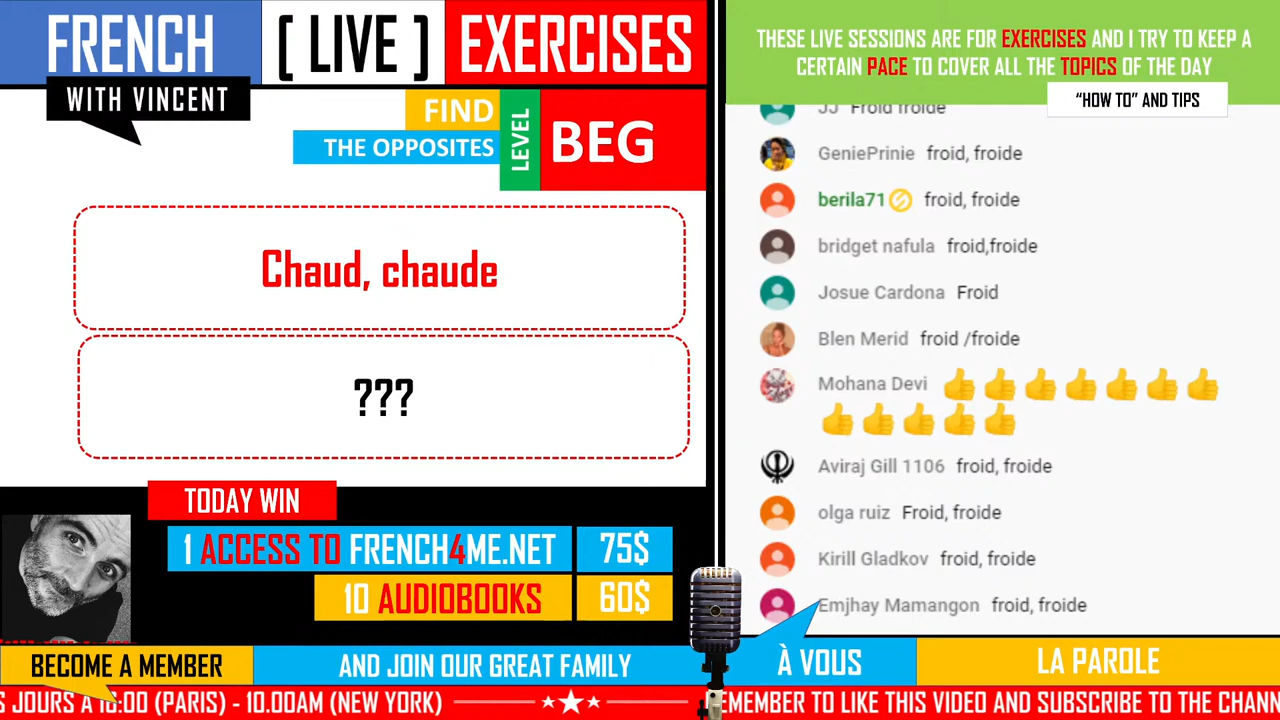 FRENCH
WITH VINCENT
[ LIVE ]
EXERCISES
FIND
THE OPPOSITES
LEVEL
BEG
Chaud, chaude
???
TODAY WIN
1 ACCESS TO FRENCH4ME.NET
75$
10 AUDIOBOOKS
60$
BECOME A MEMBER
AND JOIN OUR GREAT FAMILY
THESE LIVE SESSIONS ARE FOR EXERCISES AND I TRY TO KEEP A
CERTAIN PACE TO COVER ALL THE TOPICS OF THE DAY
“HOW TO” AND TIPS
JJ Froid froide
GeniePrinie froid, froide
berila71 froid, froide
bridget nafula froid,froide
Josue Cardona Froid
Blen Merid froid /froide
Mohana Devi 👍👍👍👍👍👍👍
👍👍👍👍👍
Aviraj Gill 1106 froid, froide
olga ruiz Froid, froide
Kirill Gladkov froid, froide
Emjhay Mamangon froid, froide
À VOUS
LA PAROLE
S JOURS À 16:00 (PARIS) - 10.00AM (NEW YORK)
EMEMBER TO LIKE THIS VIDEO AND SUBSCRIBE TO THE CHANN